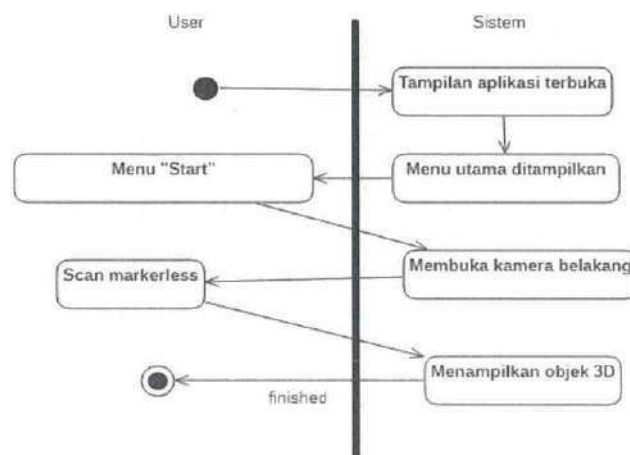 User
Sistem
Tampilan aplikasi terbuka
Menu "Start"
Menu utama ditampilkan
Membuka kamera belakang
Scan markerless
Menampilkan objek 3D
finished